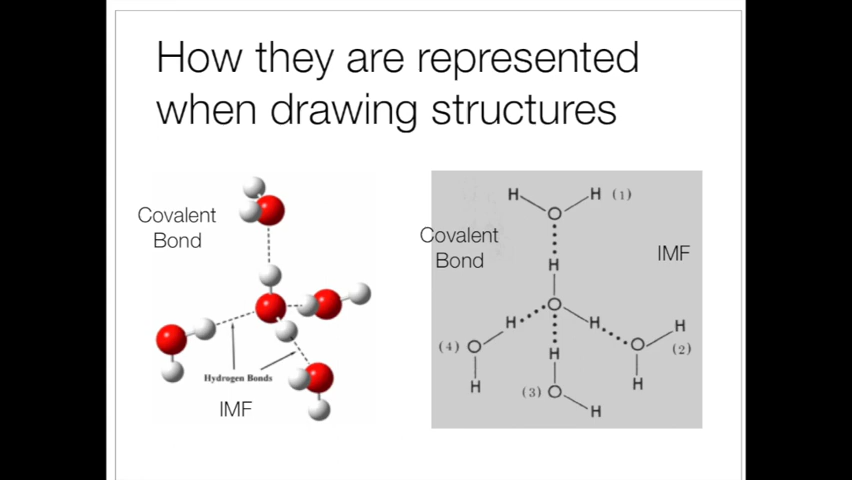 How they are represented
when drawing structures
Covalent
Bond
Hydrogen Bonds
IMF
H H (1)
O
Covalent
Bond
IMF
H
O
H H
(4) O O H (2)
H
H H
(3) O
H